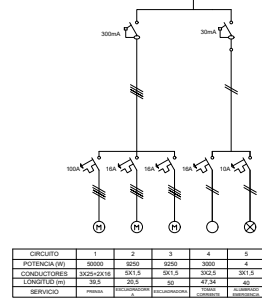 300mA 30mA
100A 16A 16A 16A 10A
M M M
CIRCUITO 1 2 3 4 5
POTENCIA (W) 50000 9250 9250 3000 4
CONDUCTORES 3X25+2X16 5X1,5 5X1,5 3X2,5 3X1,5
LONGITUD (m) 39,5 20,5 50 47,34 40
SERVICIO PRENSA ESCUADRADORR A ESCUADRADORA TOMAS CORRIENTE ALUMBRADO EMERGENCIA